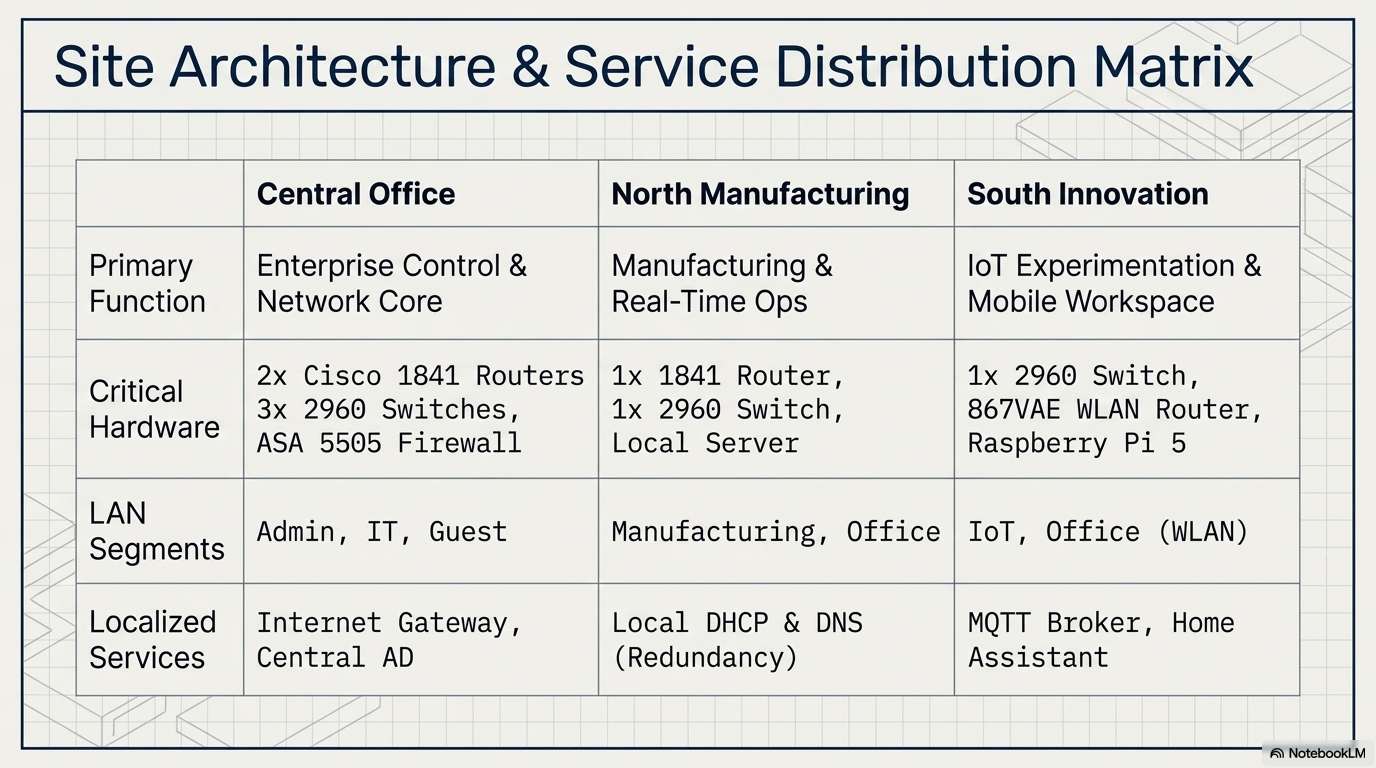 Site Architecture & Service Distribution Matrix
Central Office
North Manufacturing
South Innovation
Primary
Function
Enterprise Control &
Network Core
Manufacturing &
Real-Time Ops
IoT Experimentation &
Mobile Workspace
Critical
Hardware
2x Cisco 1841 Routers
3x 2960 Switches,
ASA 5505 Firewall
1x 1841 Router,
1x 2960 Switch,
Local Server
1x 2960 Switch,
867VAE WLAN Router,
Raspberry Pi 5
LAN
Segments
Admin, IT, Guest
Manufacturing, Office
IoT, Office (WLAN)
Localized
Services
Internet Gateway,
Central AD
Local DHCP & DNS
(Redundancy)
MQTT Broker, Home
Assistant
NotebookLM